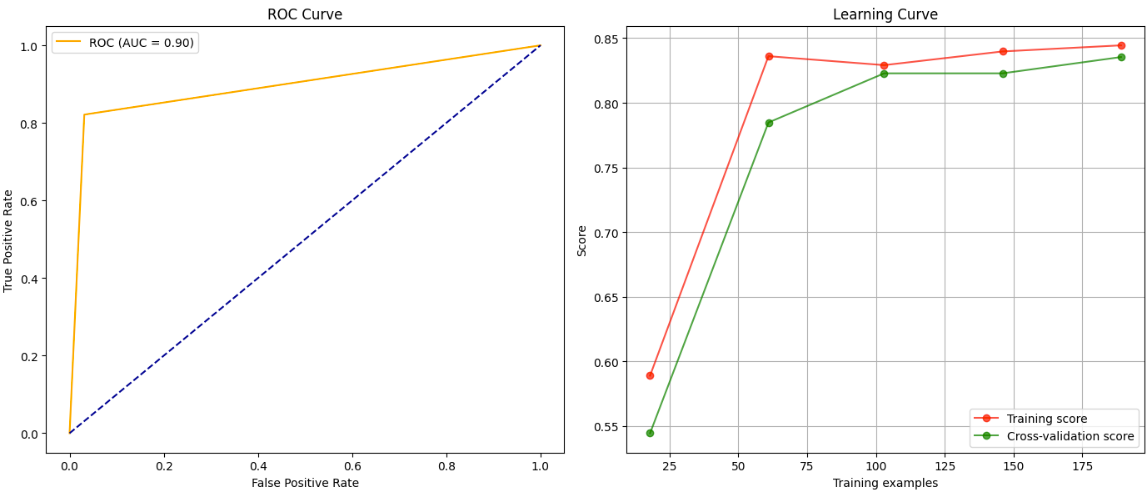 ROC Curve
ROC (AUC = 0.90)
True Positive Rate
1.0
0.8
0.6
0.4
0.2
0.0
0.0 0.2 0.4 0.6 0.8 1.0
False Positive Rate
Learning Curve
Score
0.85
0.80
0.75
0.70
0.65
0.60
0.55
Training score
Cross-validation score
25 50 75 100 125 150 175
Training examples